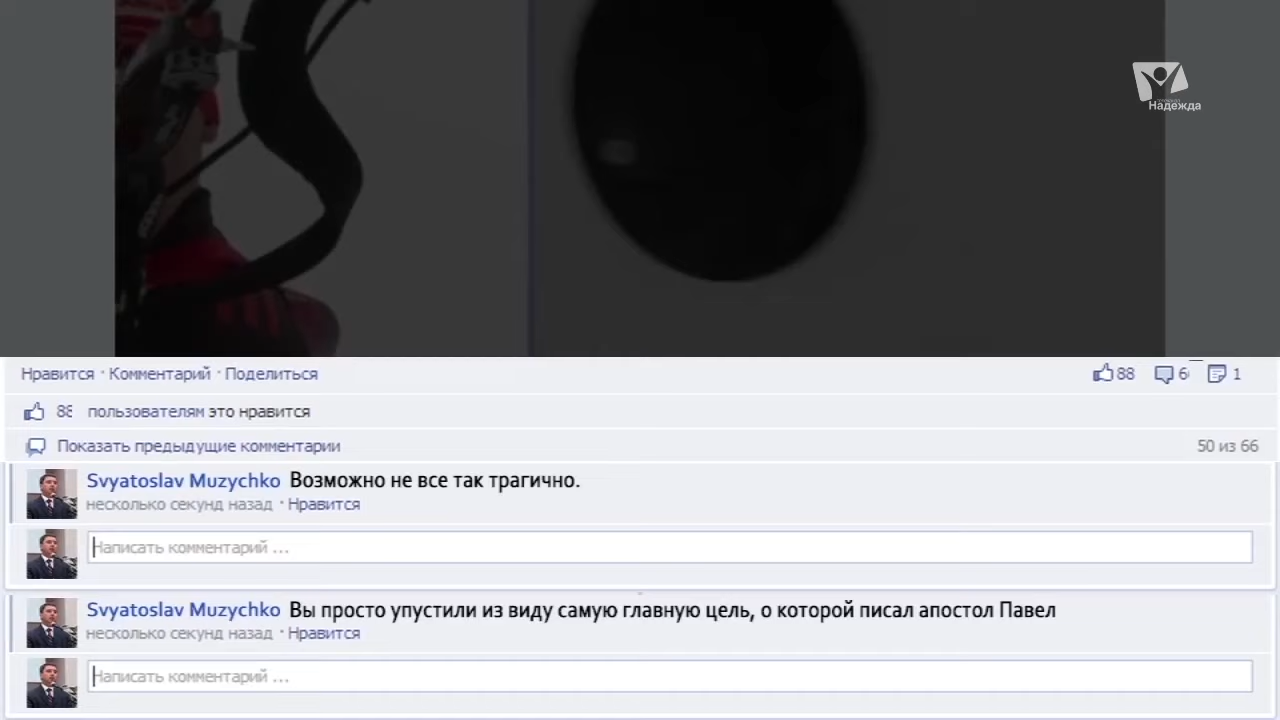 Надежда
Нравится · Комментарий · Поделиться
88 6 1
88 пользователям это нравится
Показать предыдущие комментарии 50 из 66
Svyatoslav Muzychko Возможно не все так трагично.
несколько секунд назад · Нравится
Написать комментарий ...
Svyatoslav Muzychko Вы просто упустили из виду самую главную цель, о которой писал апостол Павел
несколько секунд назад · Нравится
Написать комментарий ...